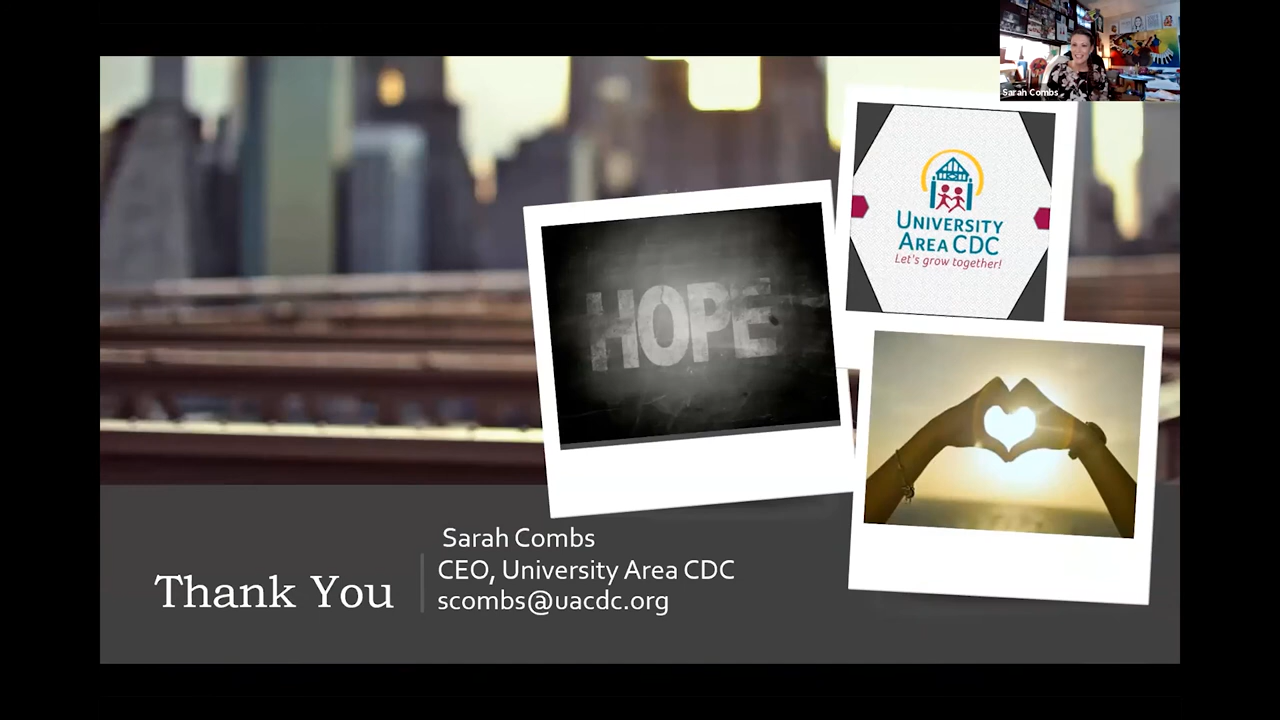 Sarah Combs
UNIVERSITY
AREA CDC
Let's grow together!
HOPE
Sarah Combs
CEO, University Area CDC
scombs@uacdc.org
Thank You